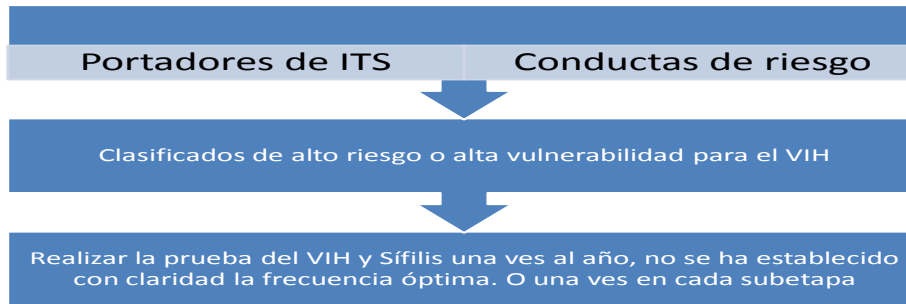 Portadores de ITS
Conductas de riesgo
Clasificados de alto riesgo o alta vulnerabilidad para el VIH
Realizar la prueba del VIH y Sífilis una ves al año, no se ha establecido
con claridad la frecuencia óptima. O una ves en cada subetapa